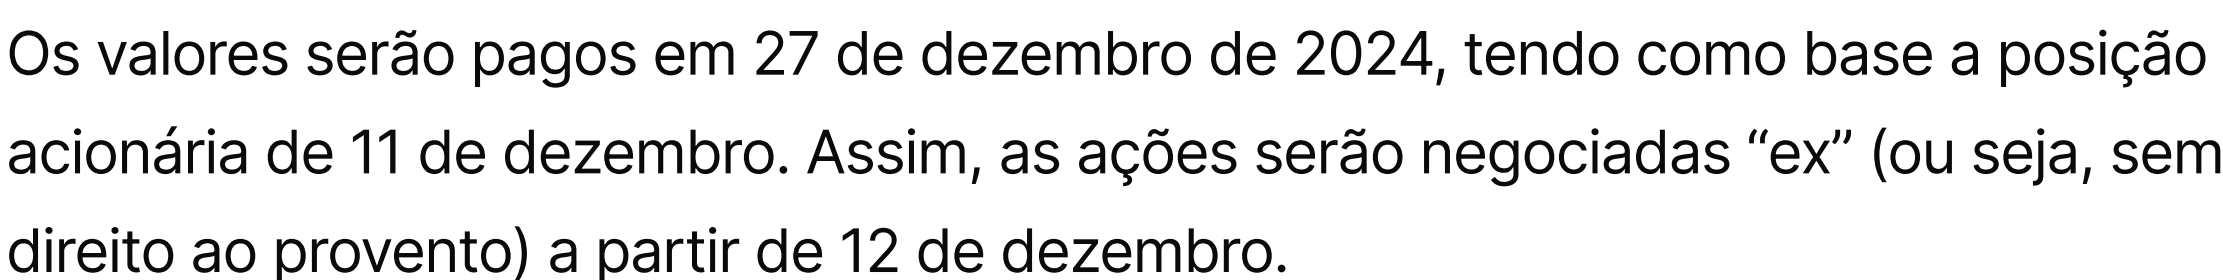 Os valores serão pagos em 27 de dezembro de 2024, tendo como base a posição
acionária de 11 de dezembro. Assim, as ações serão negociadas “ex” (ou seja, sem
direito ao provento) a partir de 12 de dezembro.